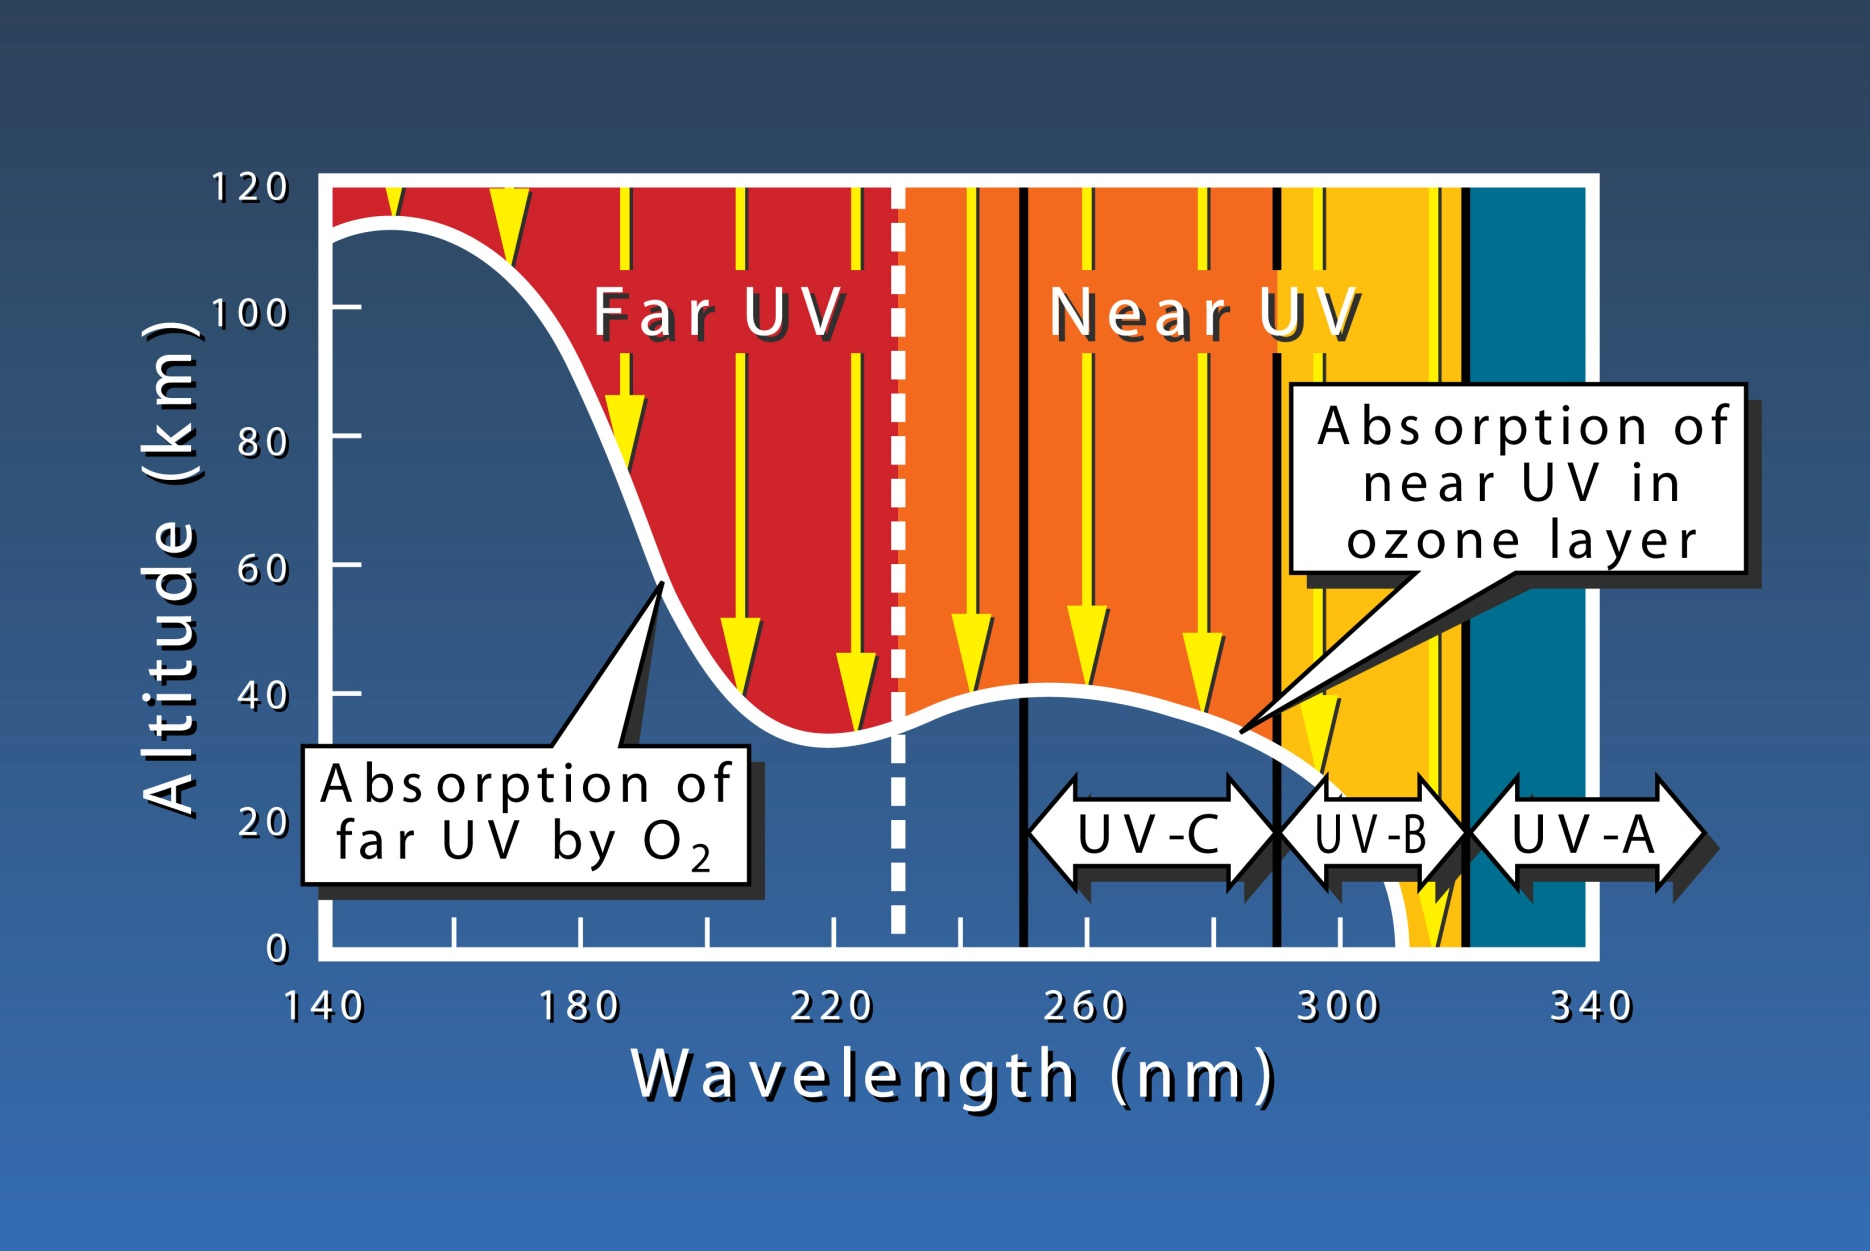 120
100
80
60
40
20
0
Altitude (km)
Far UV
Near UV
Absorption of
near UV in
ozone layer
Absorption of
far UV by O₂
UV-C
UV-B
UV-A
140
180
220
260
300
340
Wavelength (nm)